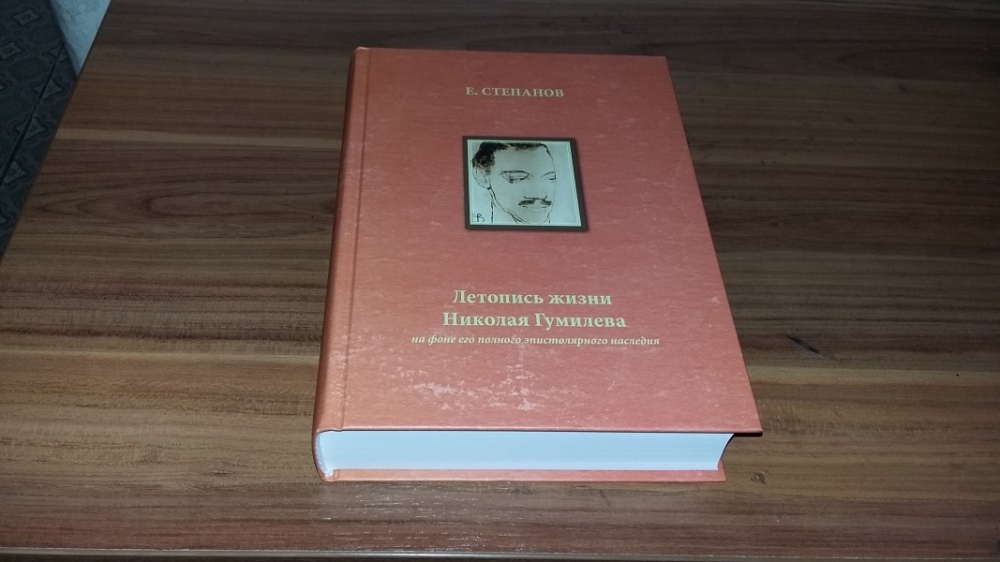 Е. СТЕПАНОВ
Летопись жизни
Николая Гумилева
на фоне его полного эпистолярного наследия